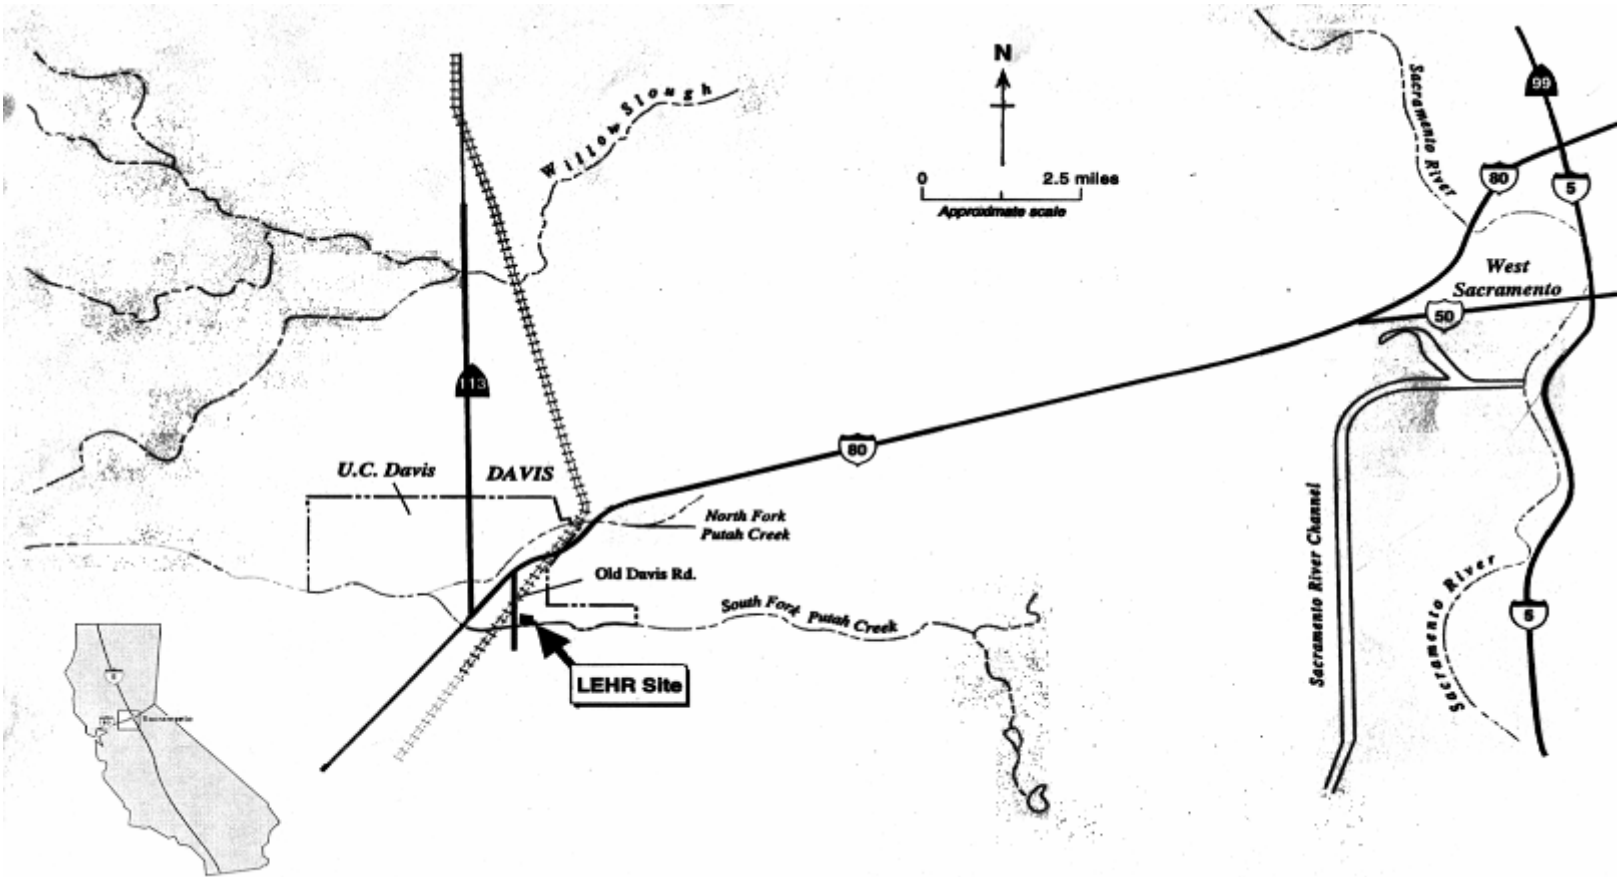 N
0 2.5 miles
Approximate scale
Willow Slough
Sacramento River
99
80
5
West
Sacramento
50
113
80
U.C. Davis
DAVIS
North Fork
Putah Creek
Old Davis Rd.
South Fork Putah Creek
LEHR Site
Sacramento River Channel
Sacramento River
5
Sacramento